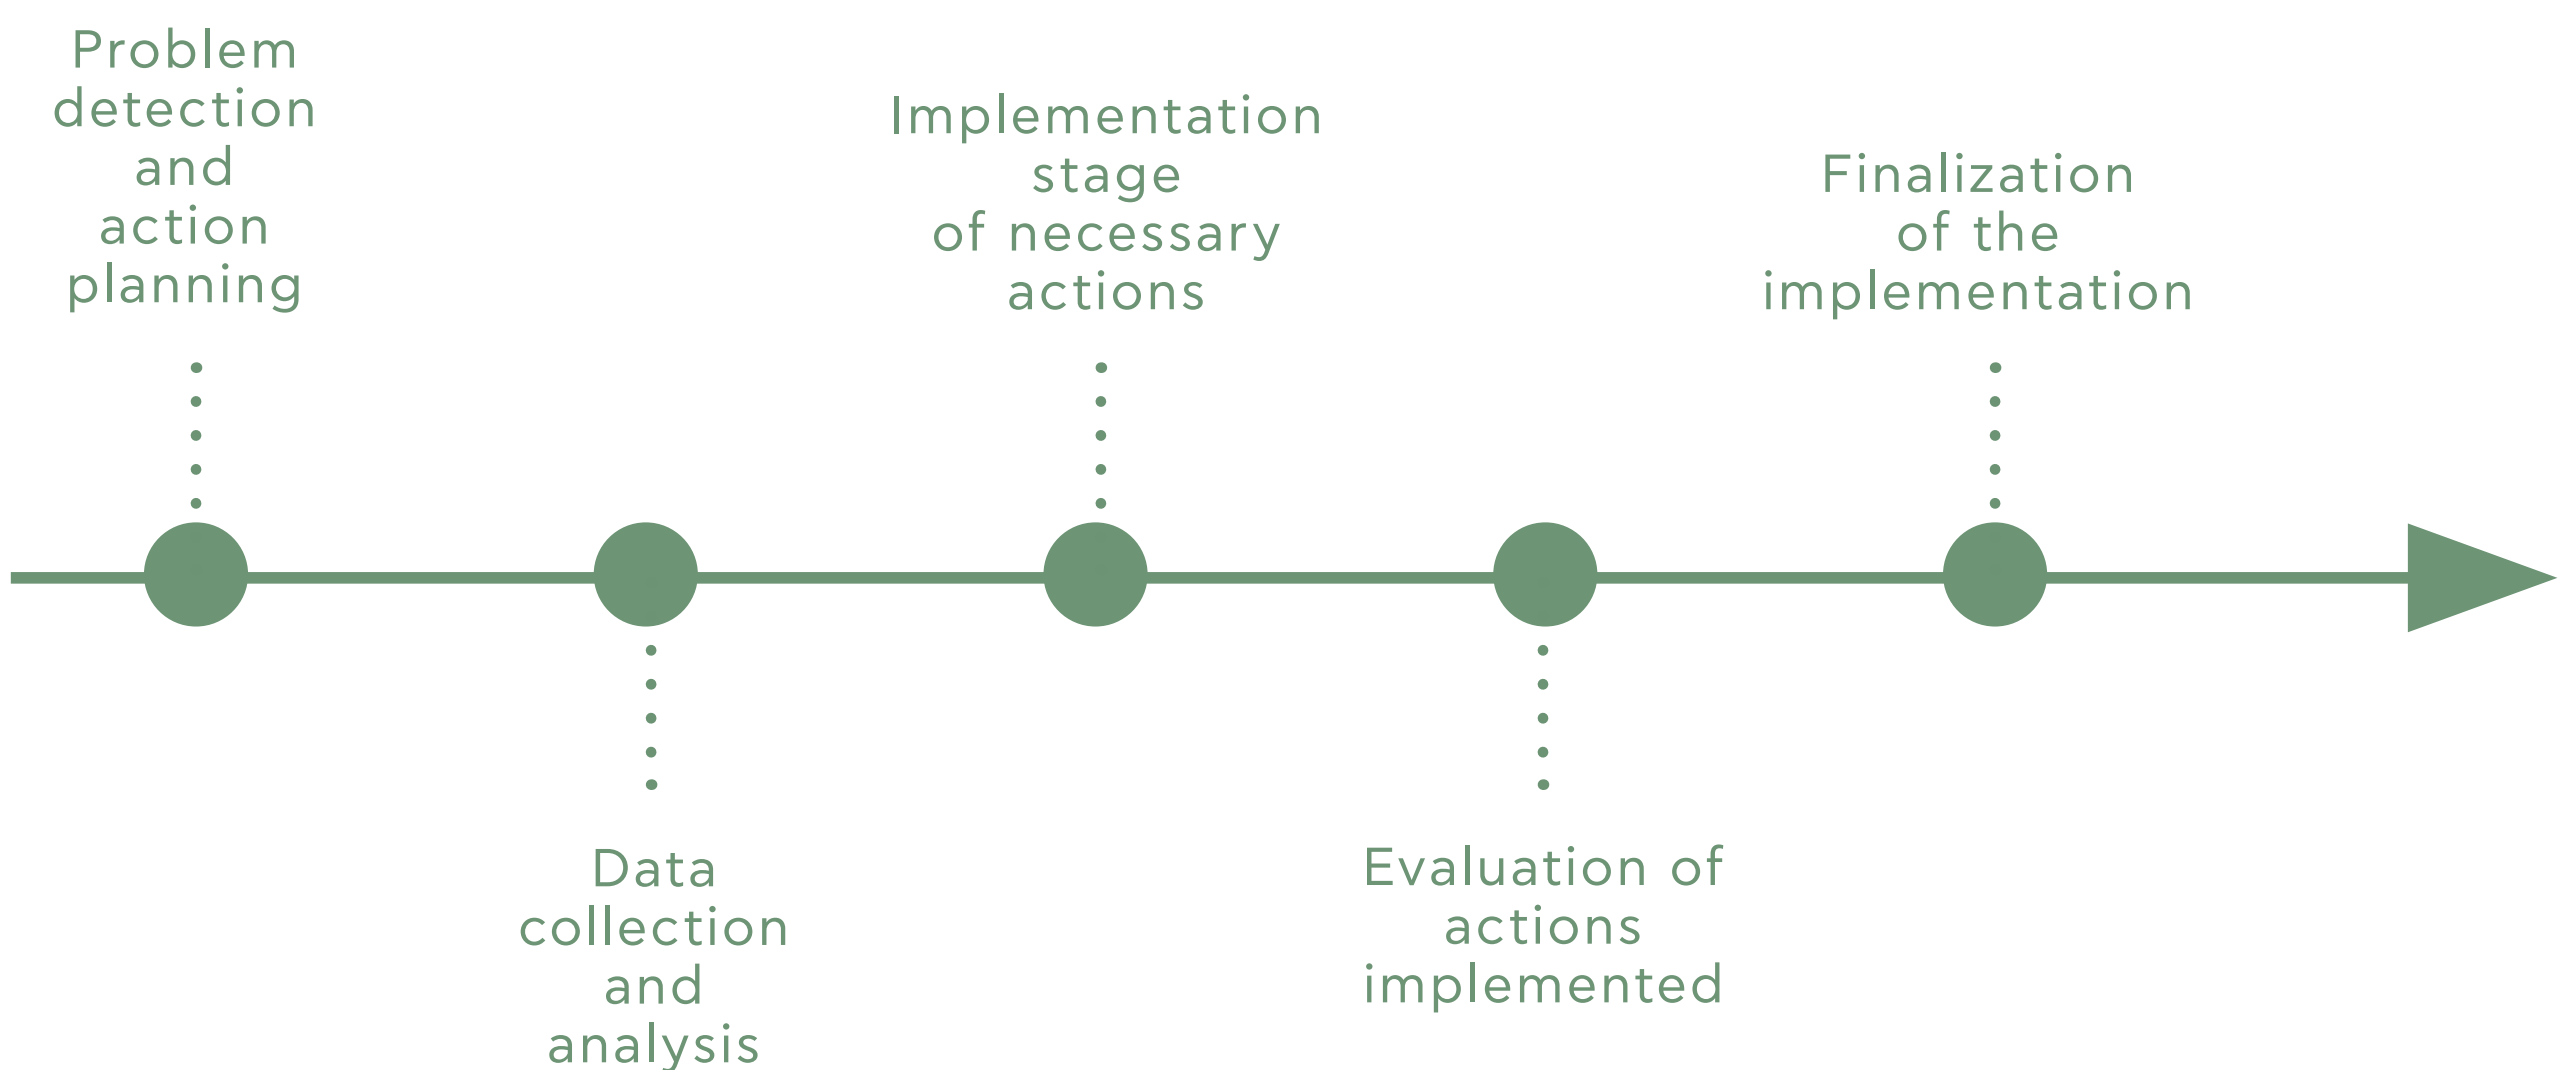 Problem
detection
and
action
planning
Data
collection
and
analysis
Implementation
stage
of necessary
actions
Evaluation of
actions
implemented
Finalization
of the
implementation